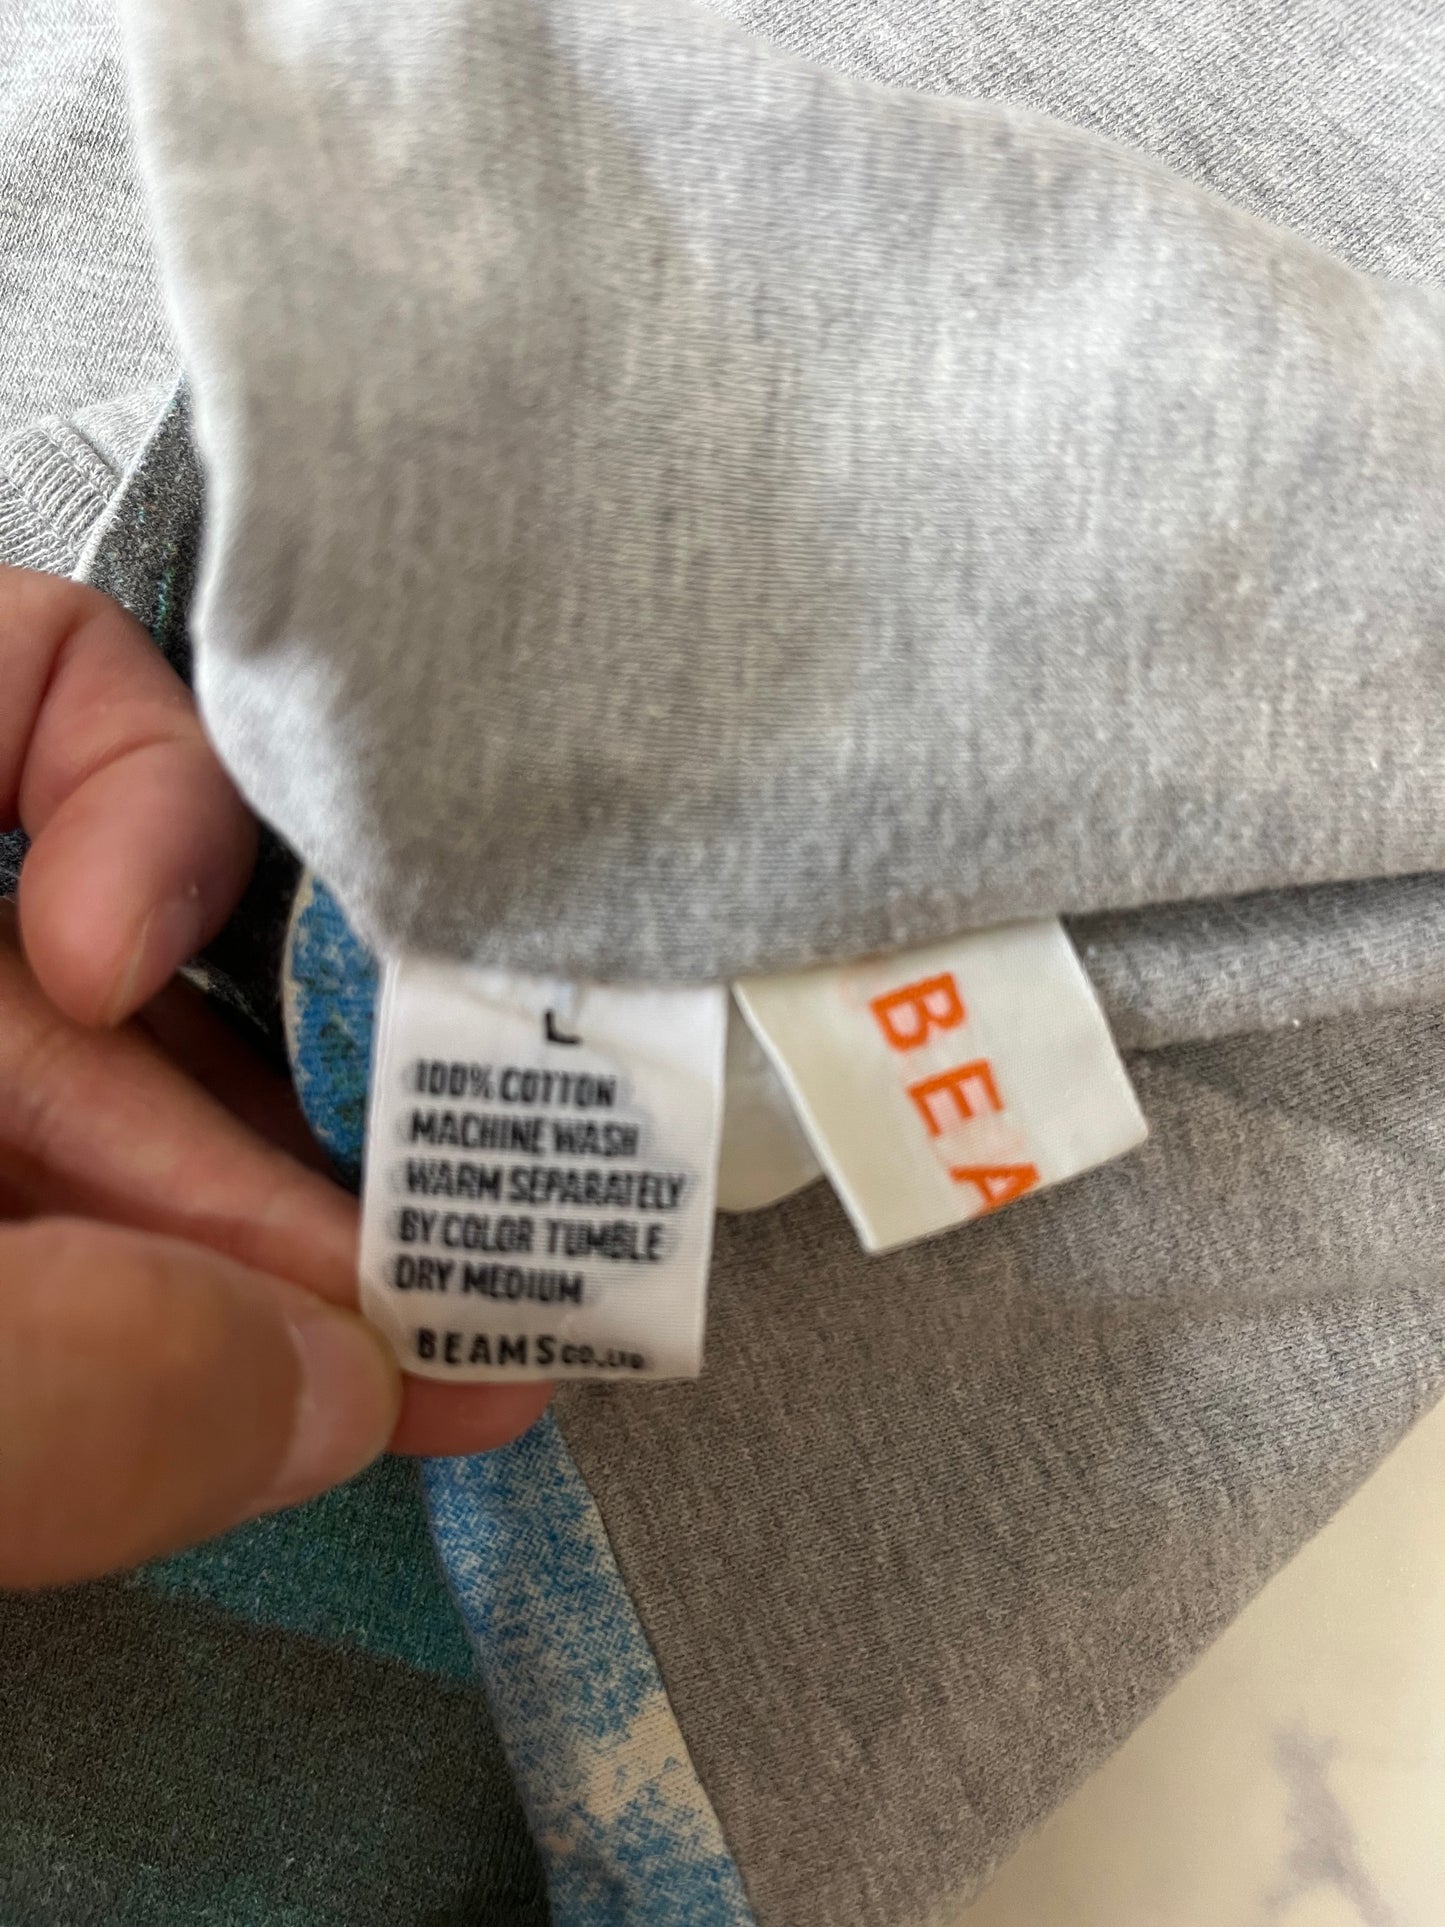 L
100% COTTON
MACHINE WASH
WARM SEPARATELY
BY COLOR TUMBLE
DRY MEDIUM
BEAMS CO.,LTD.
BEA